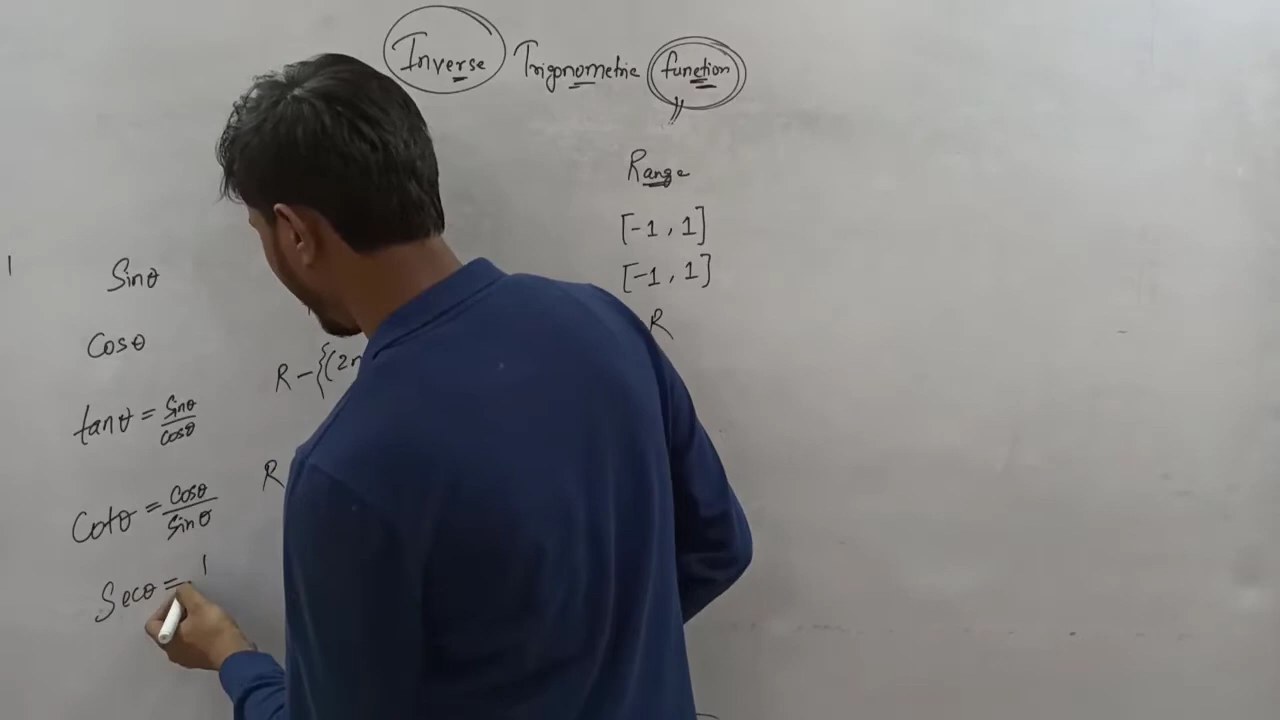 Inverse Trigonometric function
Range
[-1, 1]
[-1, 1]
R
1
Sinθ
Cosθ
R-{(2n
tanθ = Sinθ/cosθ
R
Cotθ = Cosθ/Sinθ
Secθ = 1